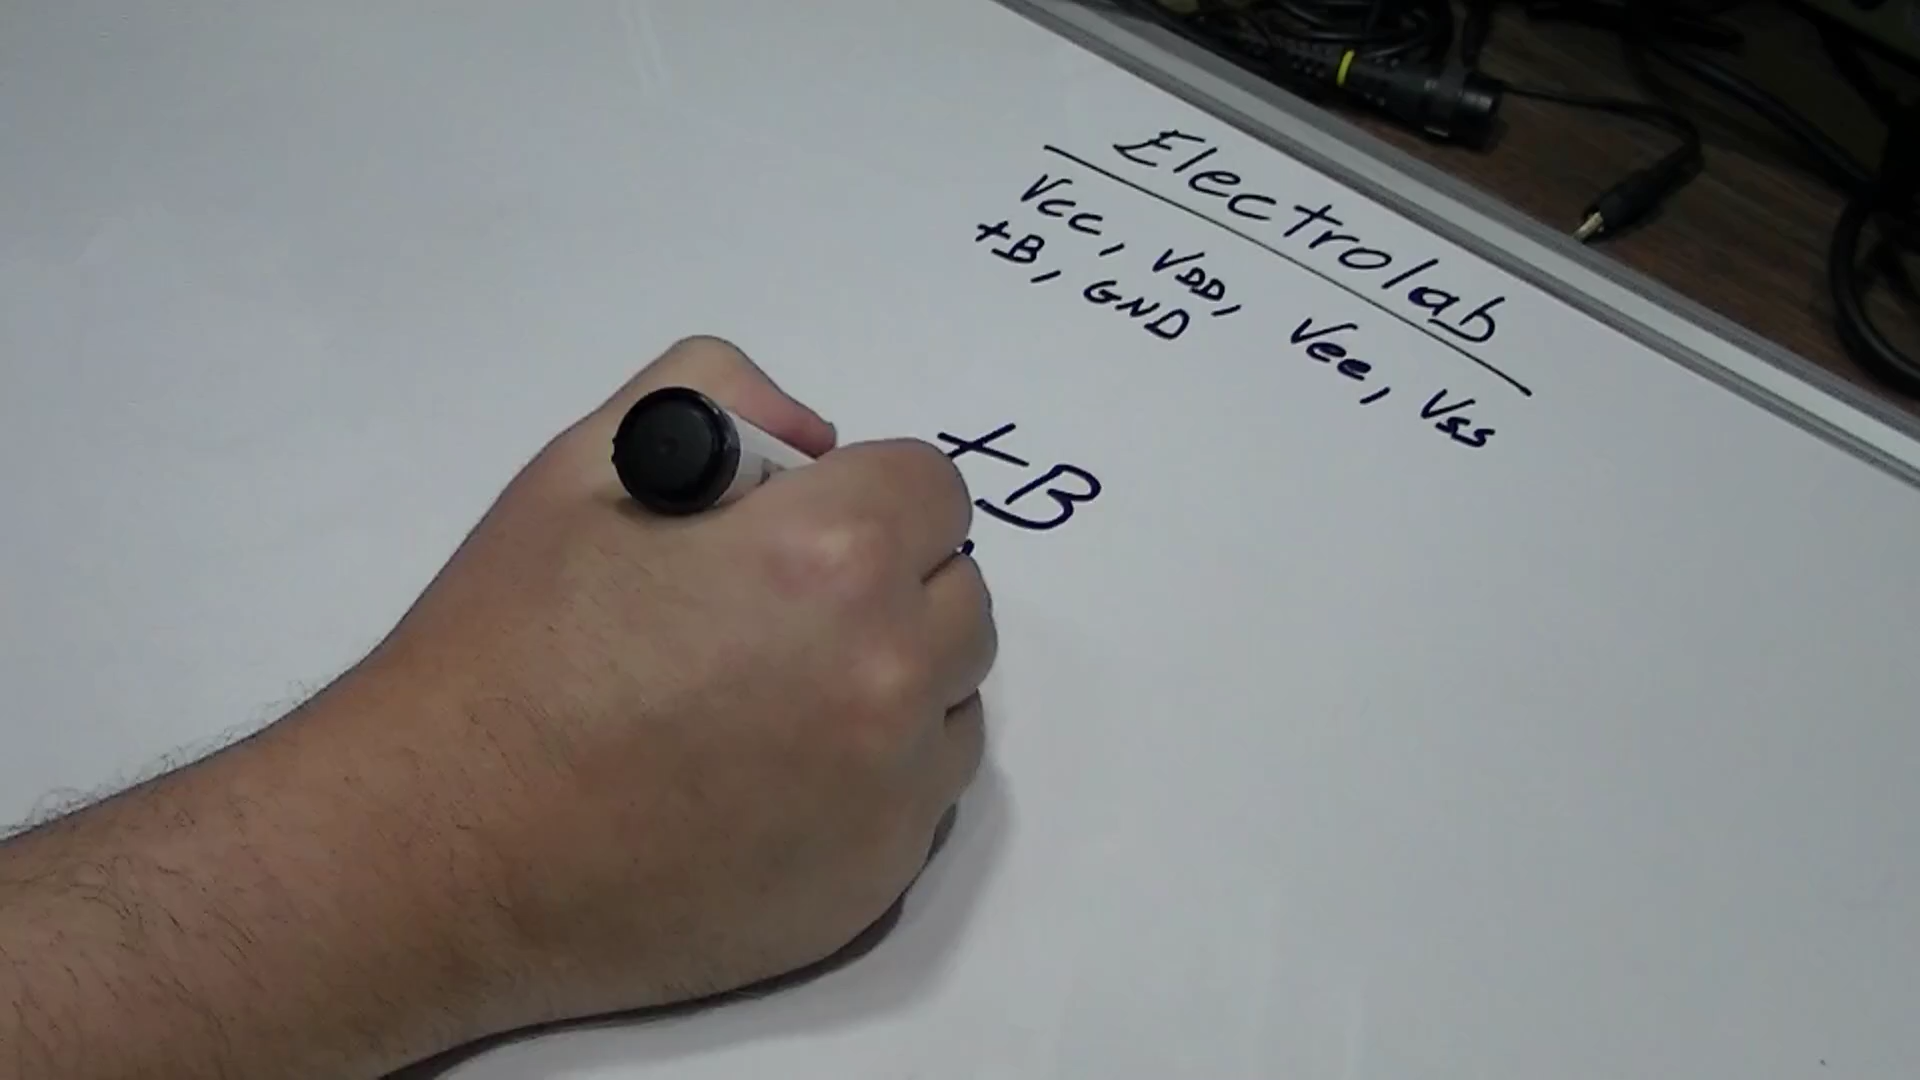 Electrolab
Vcc, VDD, Vee, Vss
+B, GND
+B